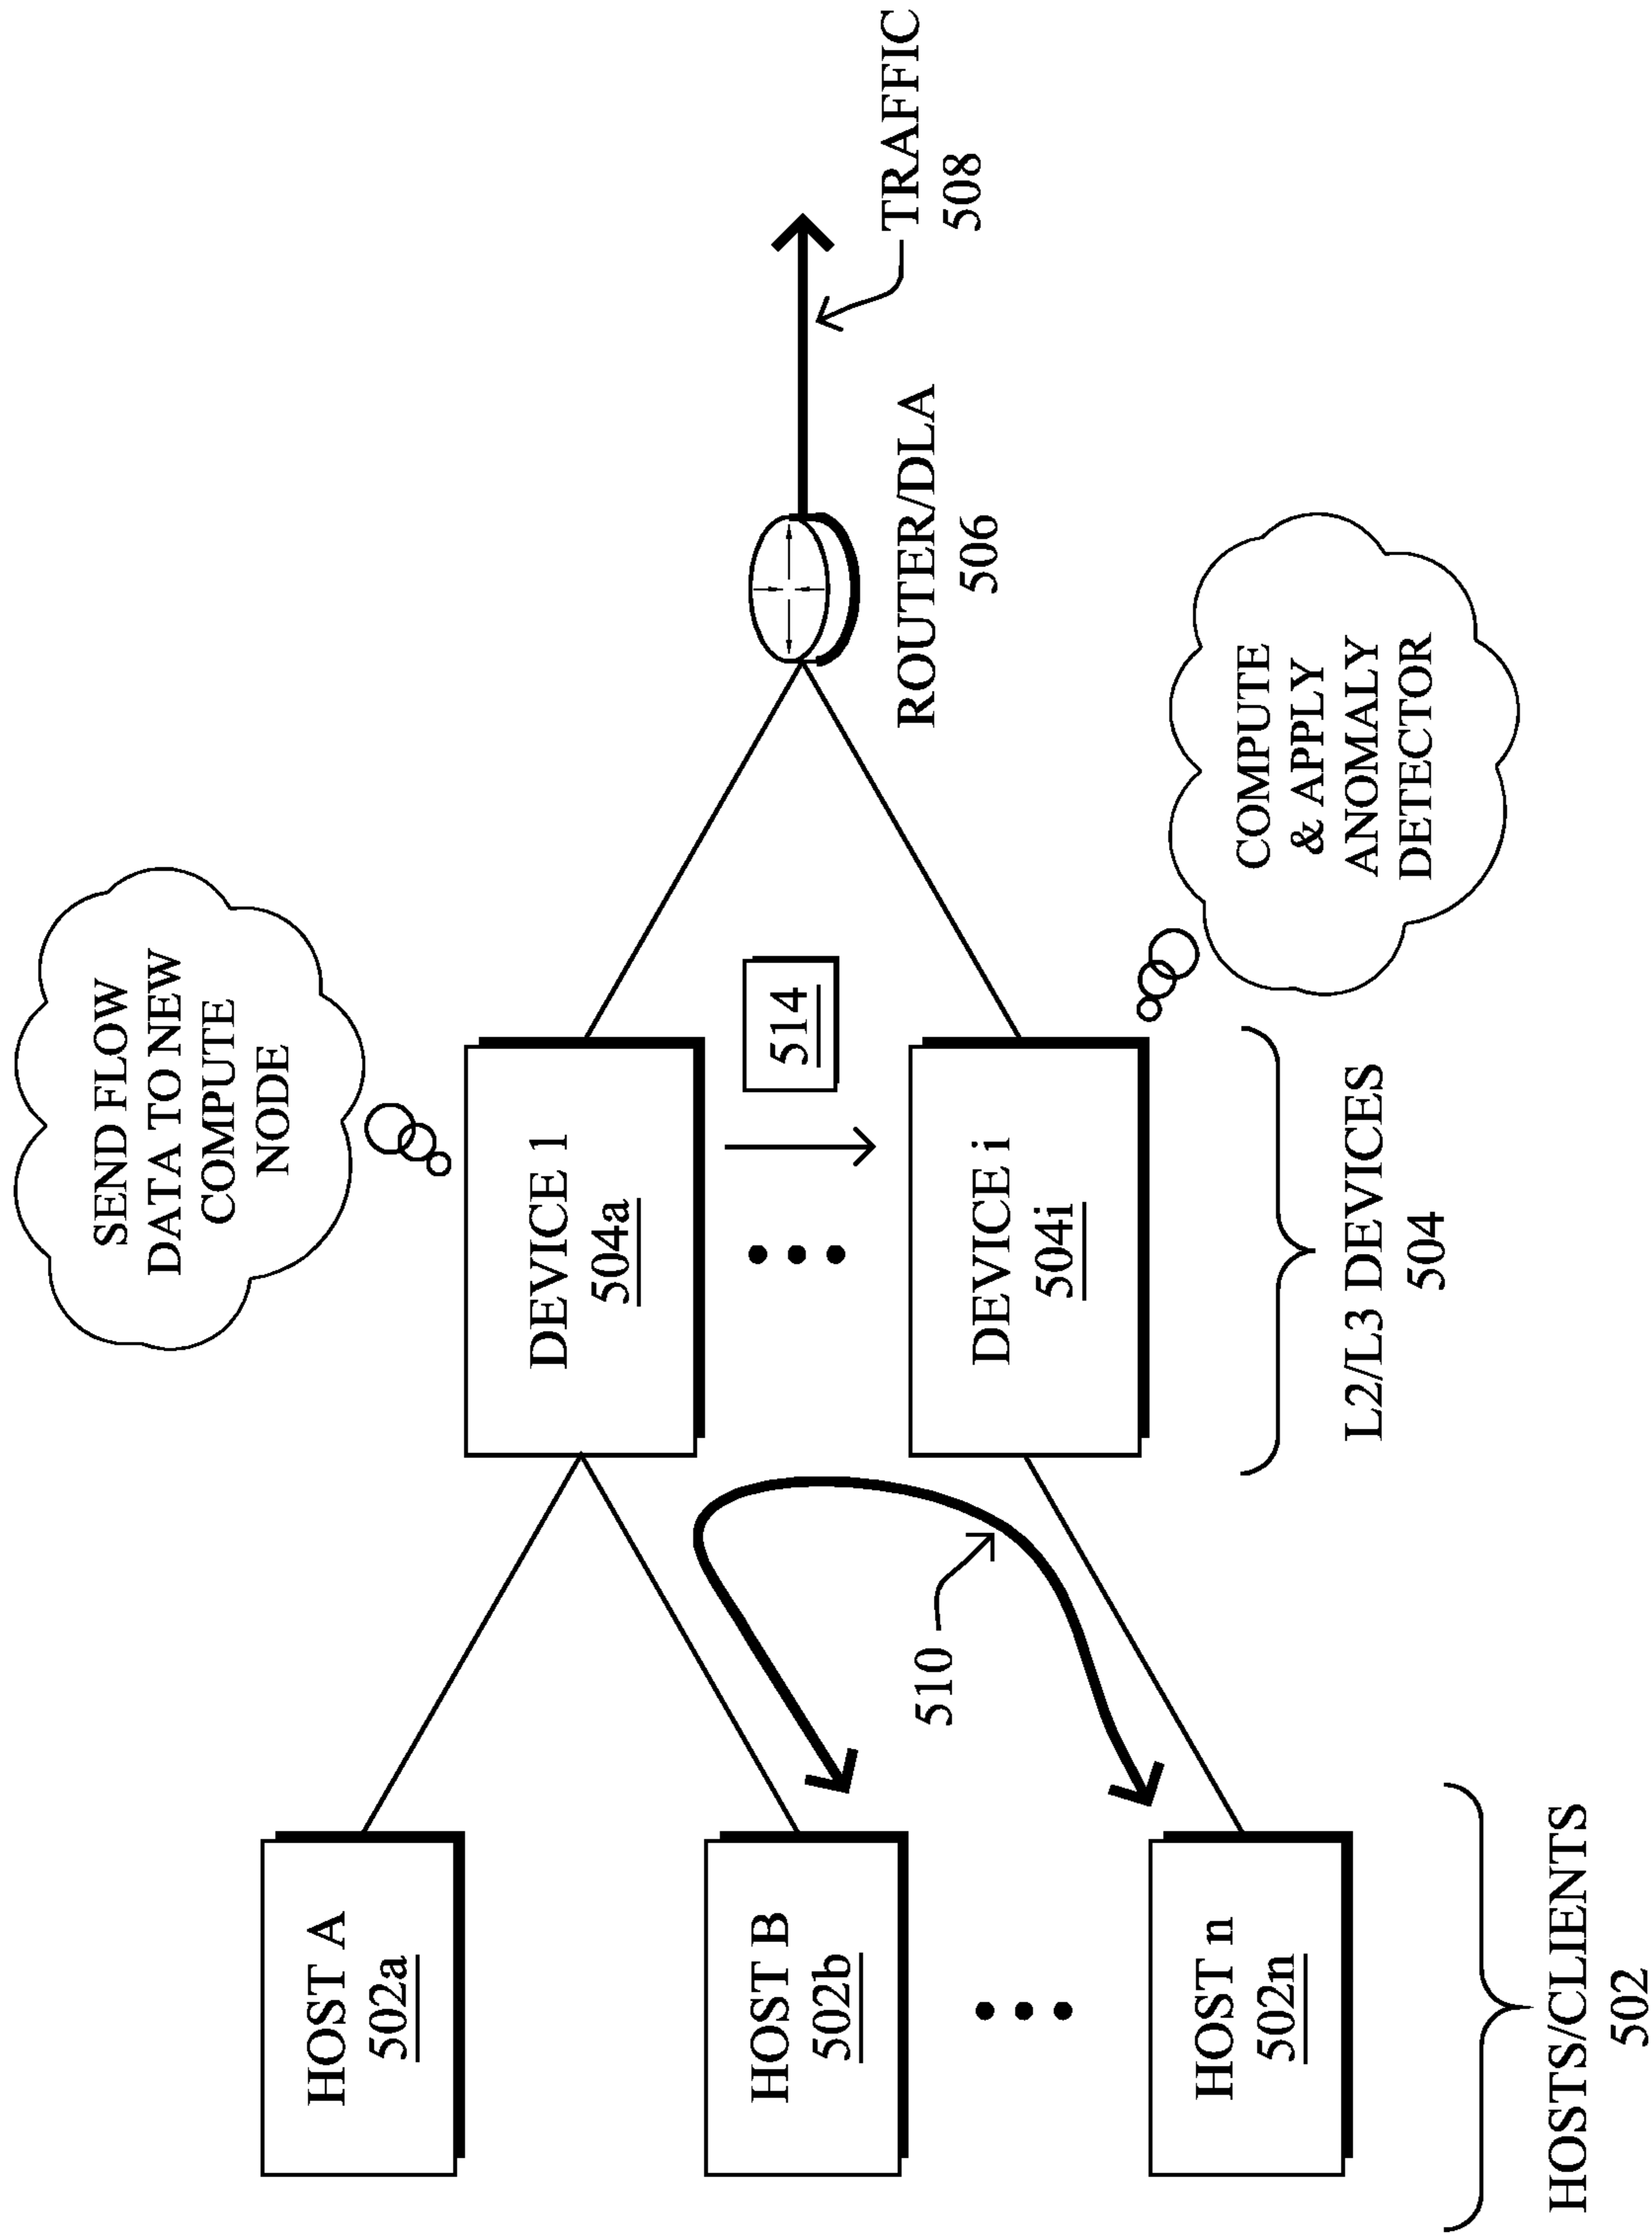 SEND FLOW
DATA TO NEW
COMPUTE
NODE
HOST A
502a
DEVICE 1
504a
HOST B
502b
514
TRAFFIC
508
510
ROUTER/DLA
506
HOST n
502n
DEVICE i
504i
COMPUTE
& APPLY
ANOMALY
DETECTOR
L2/L3 DEVICES
504
HOSTS/CLIENTS
502